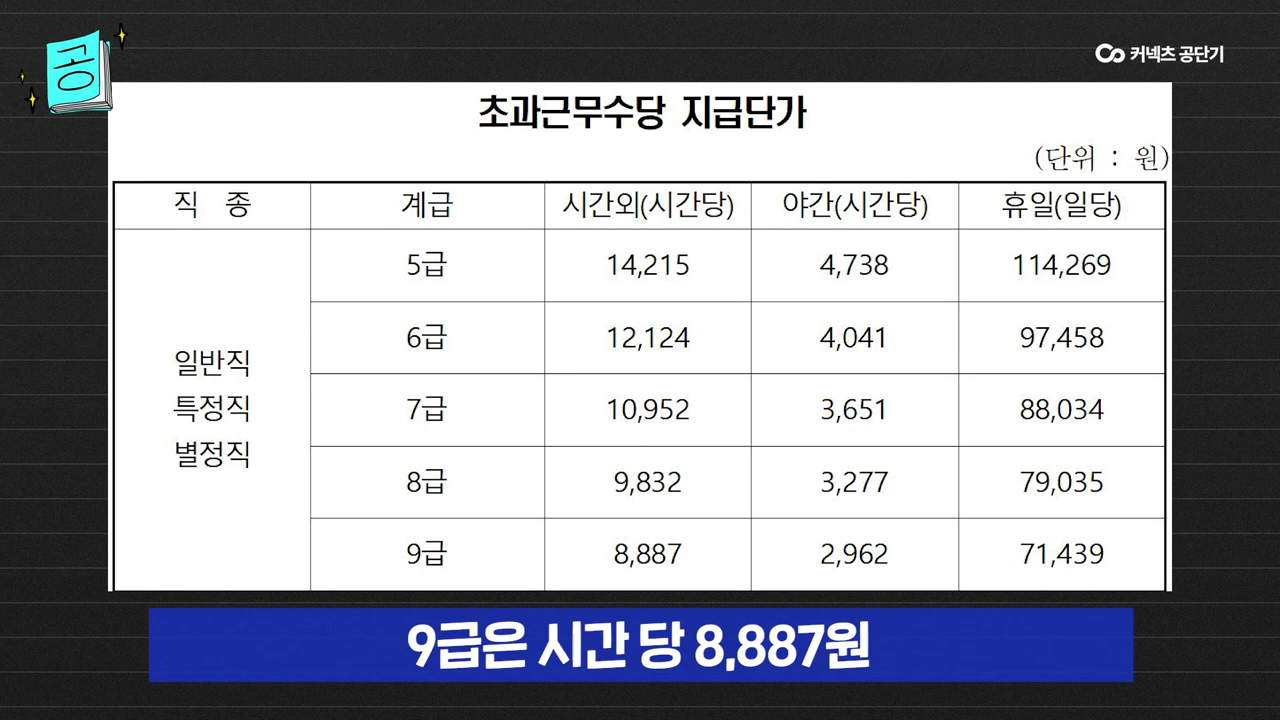 공
커넥츠 공단기
초과근무수당 지급단가
(단위 : 원)
직 종 계급 시간외(시간당) 야간(시간당) 휴일(일당)
일반직
특정직
별정직
5급 14,215 4,738 114,269
6급 12,124 4,041 97,458
7급 10,952 3,651 88,034
8급 9,832 3,277 79,035
9급 8,887 2,962 71,439
9급은 시간 당 8,887원